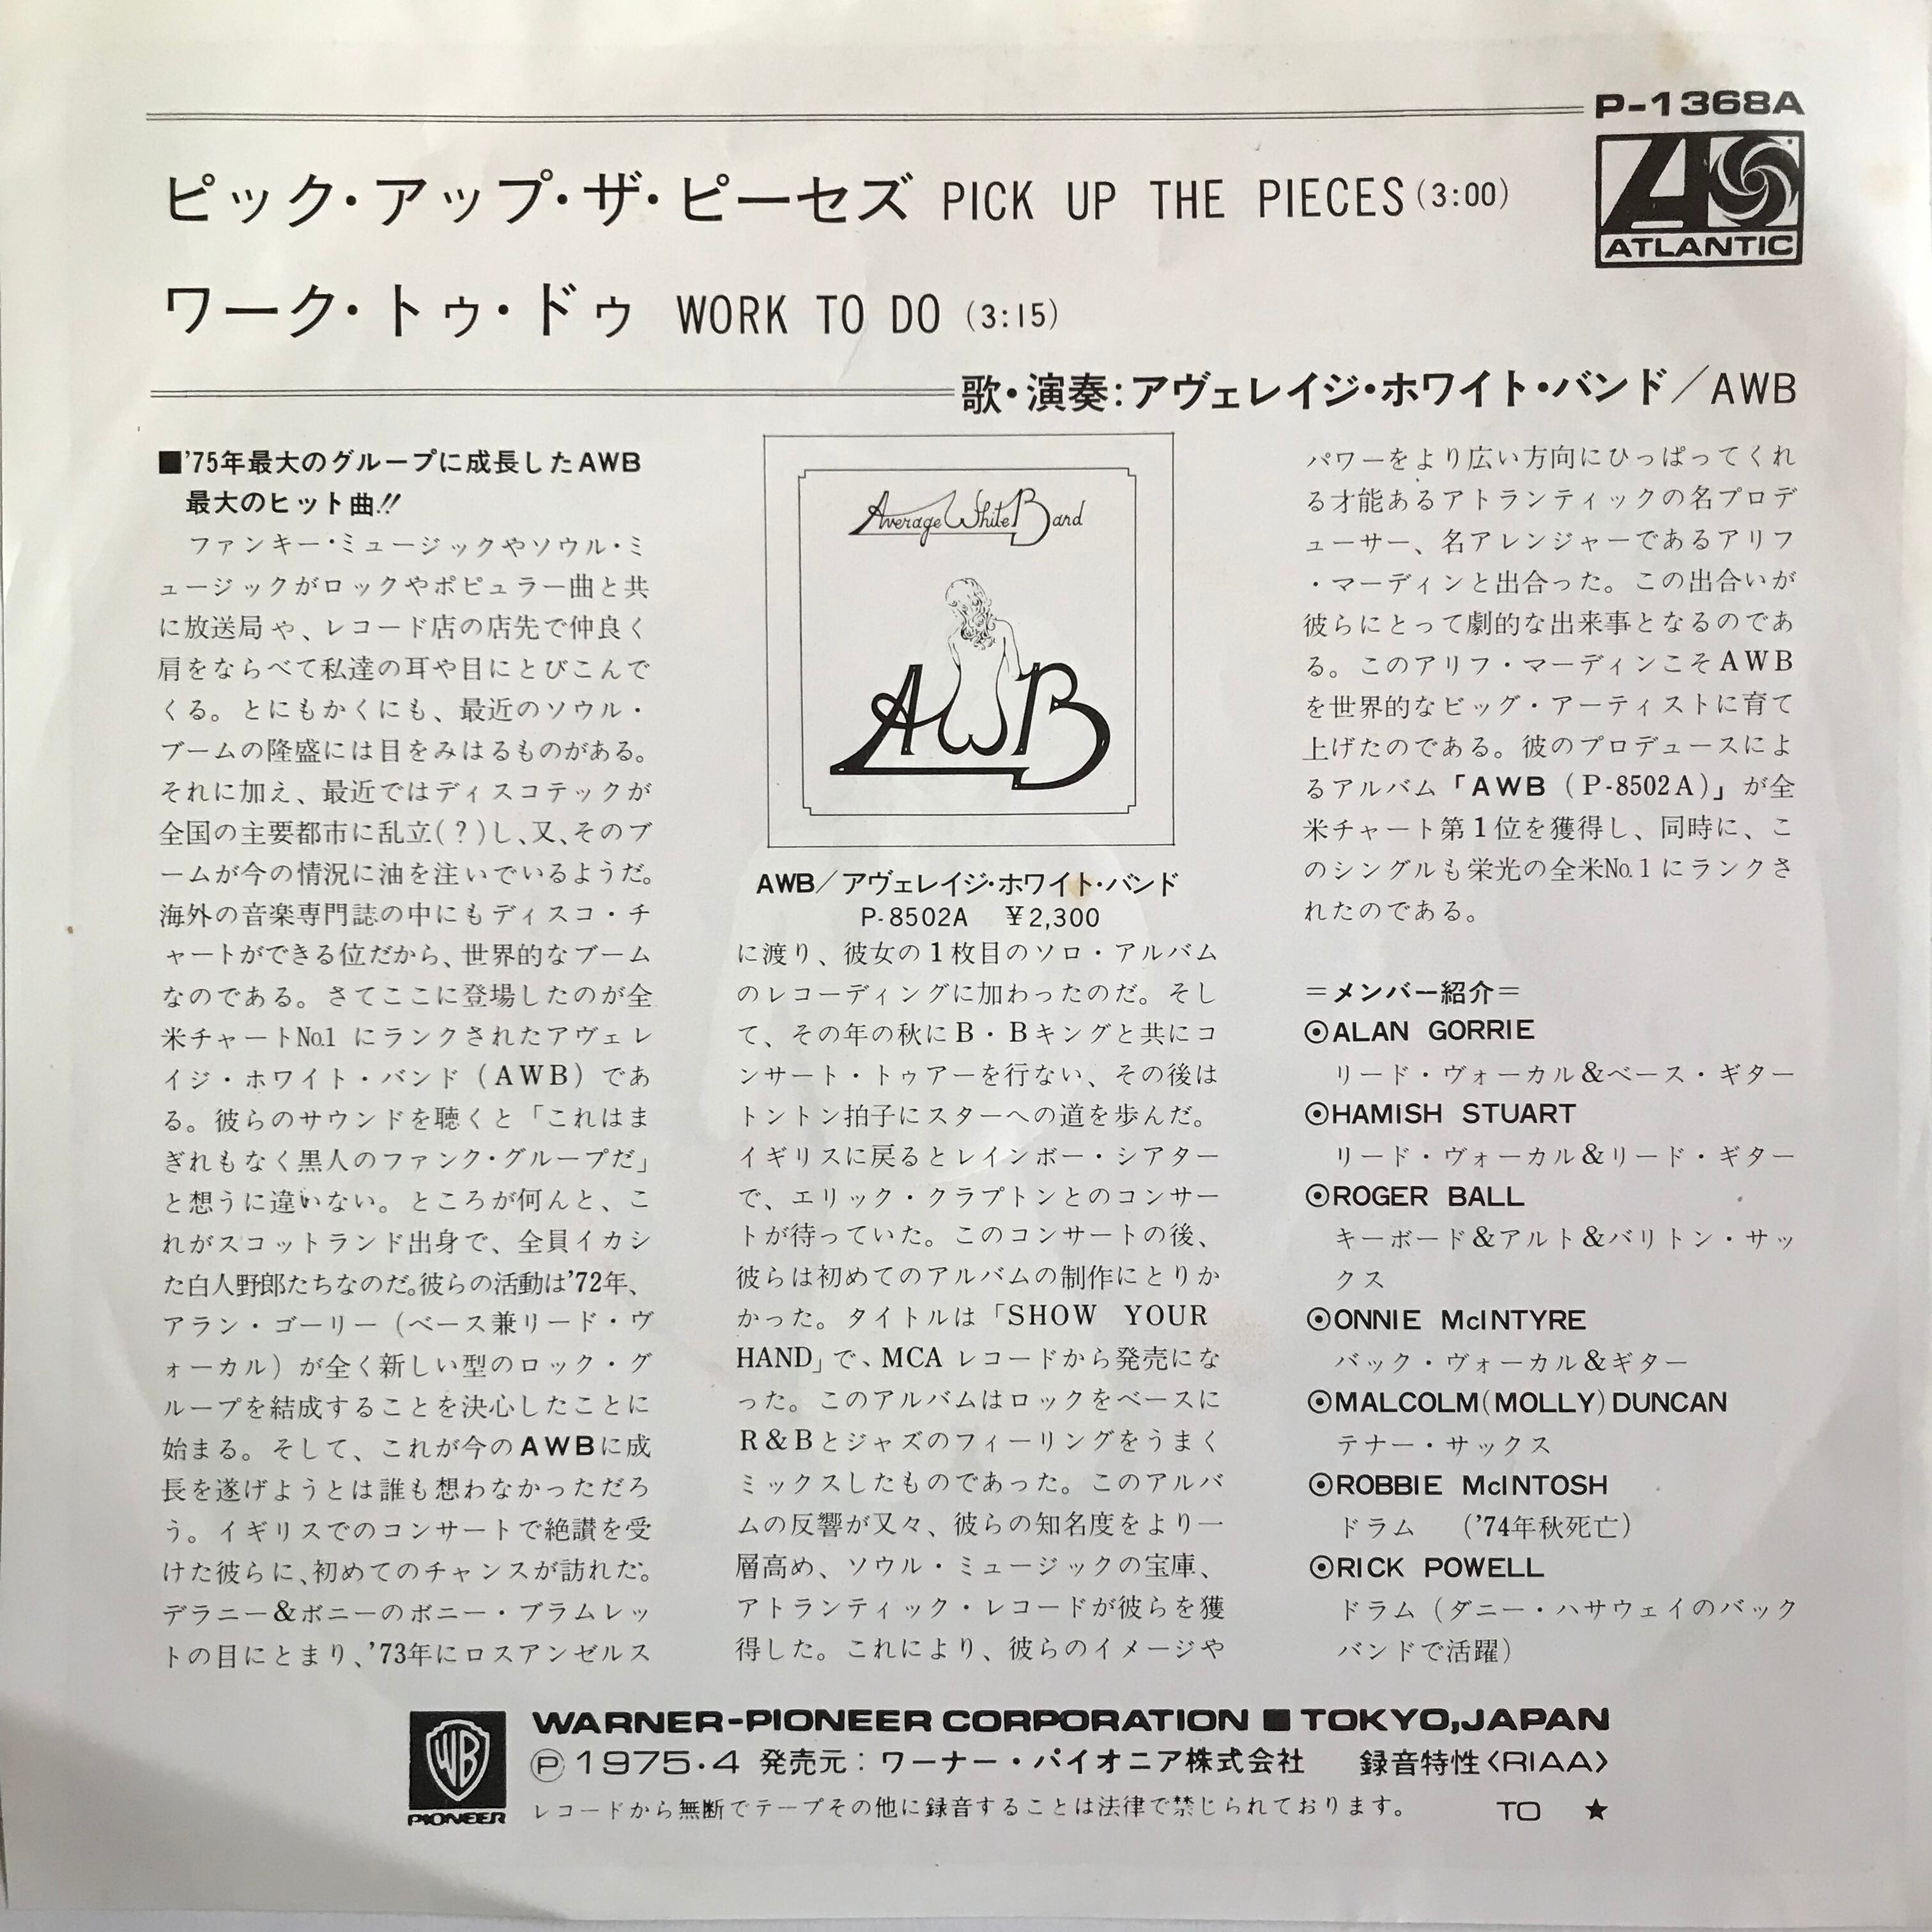 P-1368A
ATLANTIC
ピック・アップ・ザ・ピーセズ PICK UP THE PIECES(3:00)
ワーク・トゥ・ドゥ WORK TO DO (3:15)
歌・演奏:アヴェレイジ・ホワイト・バンド／AWB
■'75年最大のグループに成長したAWB
最大のヒット曲!!
ファンキー・ミュージックやソウル・ミ
ュージックがロックやポピュラー曲と共
に放送局や、レコード店の店先で仲良く
肩をならべて私達の耳や目にとびこんで
くる。とにもかくにも、最近のソウル・
ブームの隆盛には目をみはるものがある。
それに加え、最近ではディスコテックが
全国の主要都市に乱立(?)し、又、そのブ
ームが今の情況に油を注いでいるようだ。
海外の音楽専門誌の中にもディスコ・チ
ャートができる位だから、世界的なブーム
なのである。さてここに登場したのが全
米チャートNo.1 にランクされたアヴェレ
イジ・ホワイト・バンド(AWB)であ
る。彼らのサウンドを聴くと「これはま
ぎれもなく黒人のファンク・グループだ」
と想うに違いない。ところが何んと、こ
れがスコットランド出身で、全員イカシ
た白人野郎たちなのだ。彼らの活動は'72年、
アラン・ゴーリー(ベース兼リード・ヴ
ォーカル)が全く新しい型のロック・グ
ループを結成することを決心したことに
始まる。そして、これが今のAWBに成
長を遂げようとは誰も想わなかっただろ
う。イギリスでのコンサートで絶讃を受
けた彼らに、初めてのチャンスが訪れた。
デラニー&ボニーのボニー・ブラムレッ
トの目にとまり、'73年にロスアンゼルス
Average White Band
AWB
AWB／アヴェレイジ・ホワイト・バンド
P-8502A ￥2,300
に渡り、彼女の1枚目のソロ・アルバム
のレコーディングに加わったのだ。そし
て、その年の秋にB・Bキングと共にコ
ンサート・トゥアーを行ない、その後は
トントン拍子にスターへの道を歩んだ。
イギリスに戻るとレインボー・シアター
で、エリック・クラプトンとのコンサー
トが待っていた。このコンサートの後、
彼らは初めてのアルバムの制作にとりか
かった。タイトルは「SHOW YOUR
HAND」で、MCA レコードから発売にな
った。このアルバムはロックをベースに
R&Bとジャズのフィーリングをうまく
ミックスしたものであった。このアルバ
ムの反響が又々、彼らの知名度をより一
層高め、ソウル・ミュージックの宝庫、
アトランティック・レコードが彼らを獲
得した。これにより、彼らのイメージや
パワーをより広い方向にひっぱってくれ
る才能あるアトランティックの名プロデ
ューサー、名アレンジャーであるアリフ
・マーディンと出合った。この出合いが
彼らにとって劇的な出来事となるのであ
る。このアリフ・マーディンこそAWB
を世界的なビッグ・アーティストに育て
上げたのである。彼のプロデュースによ
るアルバム「AWB(P-8502A)」が全
米チャート第1位を獲得し、同時に、こ
のシングルも栄光の全米No.1 にランクさ
れたのである。
＝メンバー紹介＝
⦿ALAN GORRIE
リード・ヴォーカル&ベース・ギター
⦿HAMISH STUART
リード・ヴォーカル&リード・ギター
⦿ROGER BALL
キーボード&アルト&バリトン・サッ
クス
⦿ONNIE McINTYRE
バック・ヴォーカル&ギター
⦿MALCOLM(MOLLY)DUNCAN
テナー・サックス
⦿ROBBIE McINTOSH
ドラム ('74年秋死亡)
⦿RICK POWELL
ドラム(ダニー・ハサウェイのバック
バンドで活躍)
WB
PIONEER
WARNER-PIONEER CORPORATION ■ TOKYO,JAPAN
Ⓟ1975・4 発売元：ワーナー・パイオニア株式会社 録音特性〈RIAA〉
レコードから無断でテープその他に録音することは法律で禁じられております。 TO ★